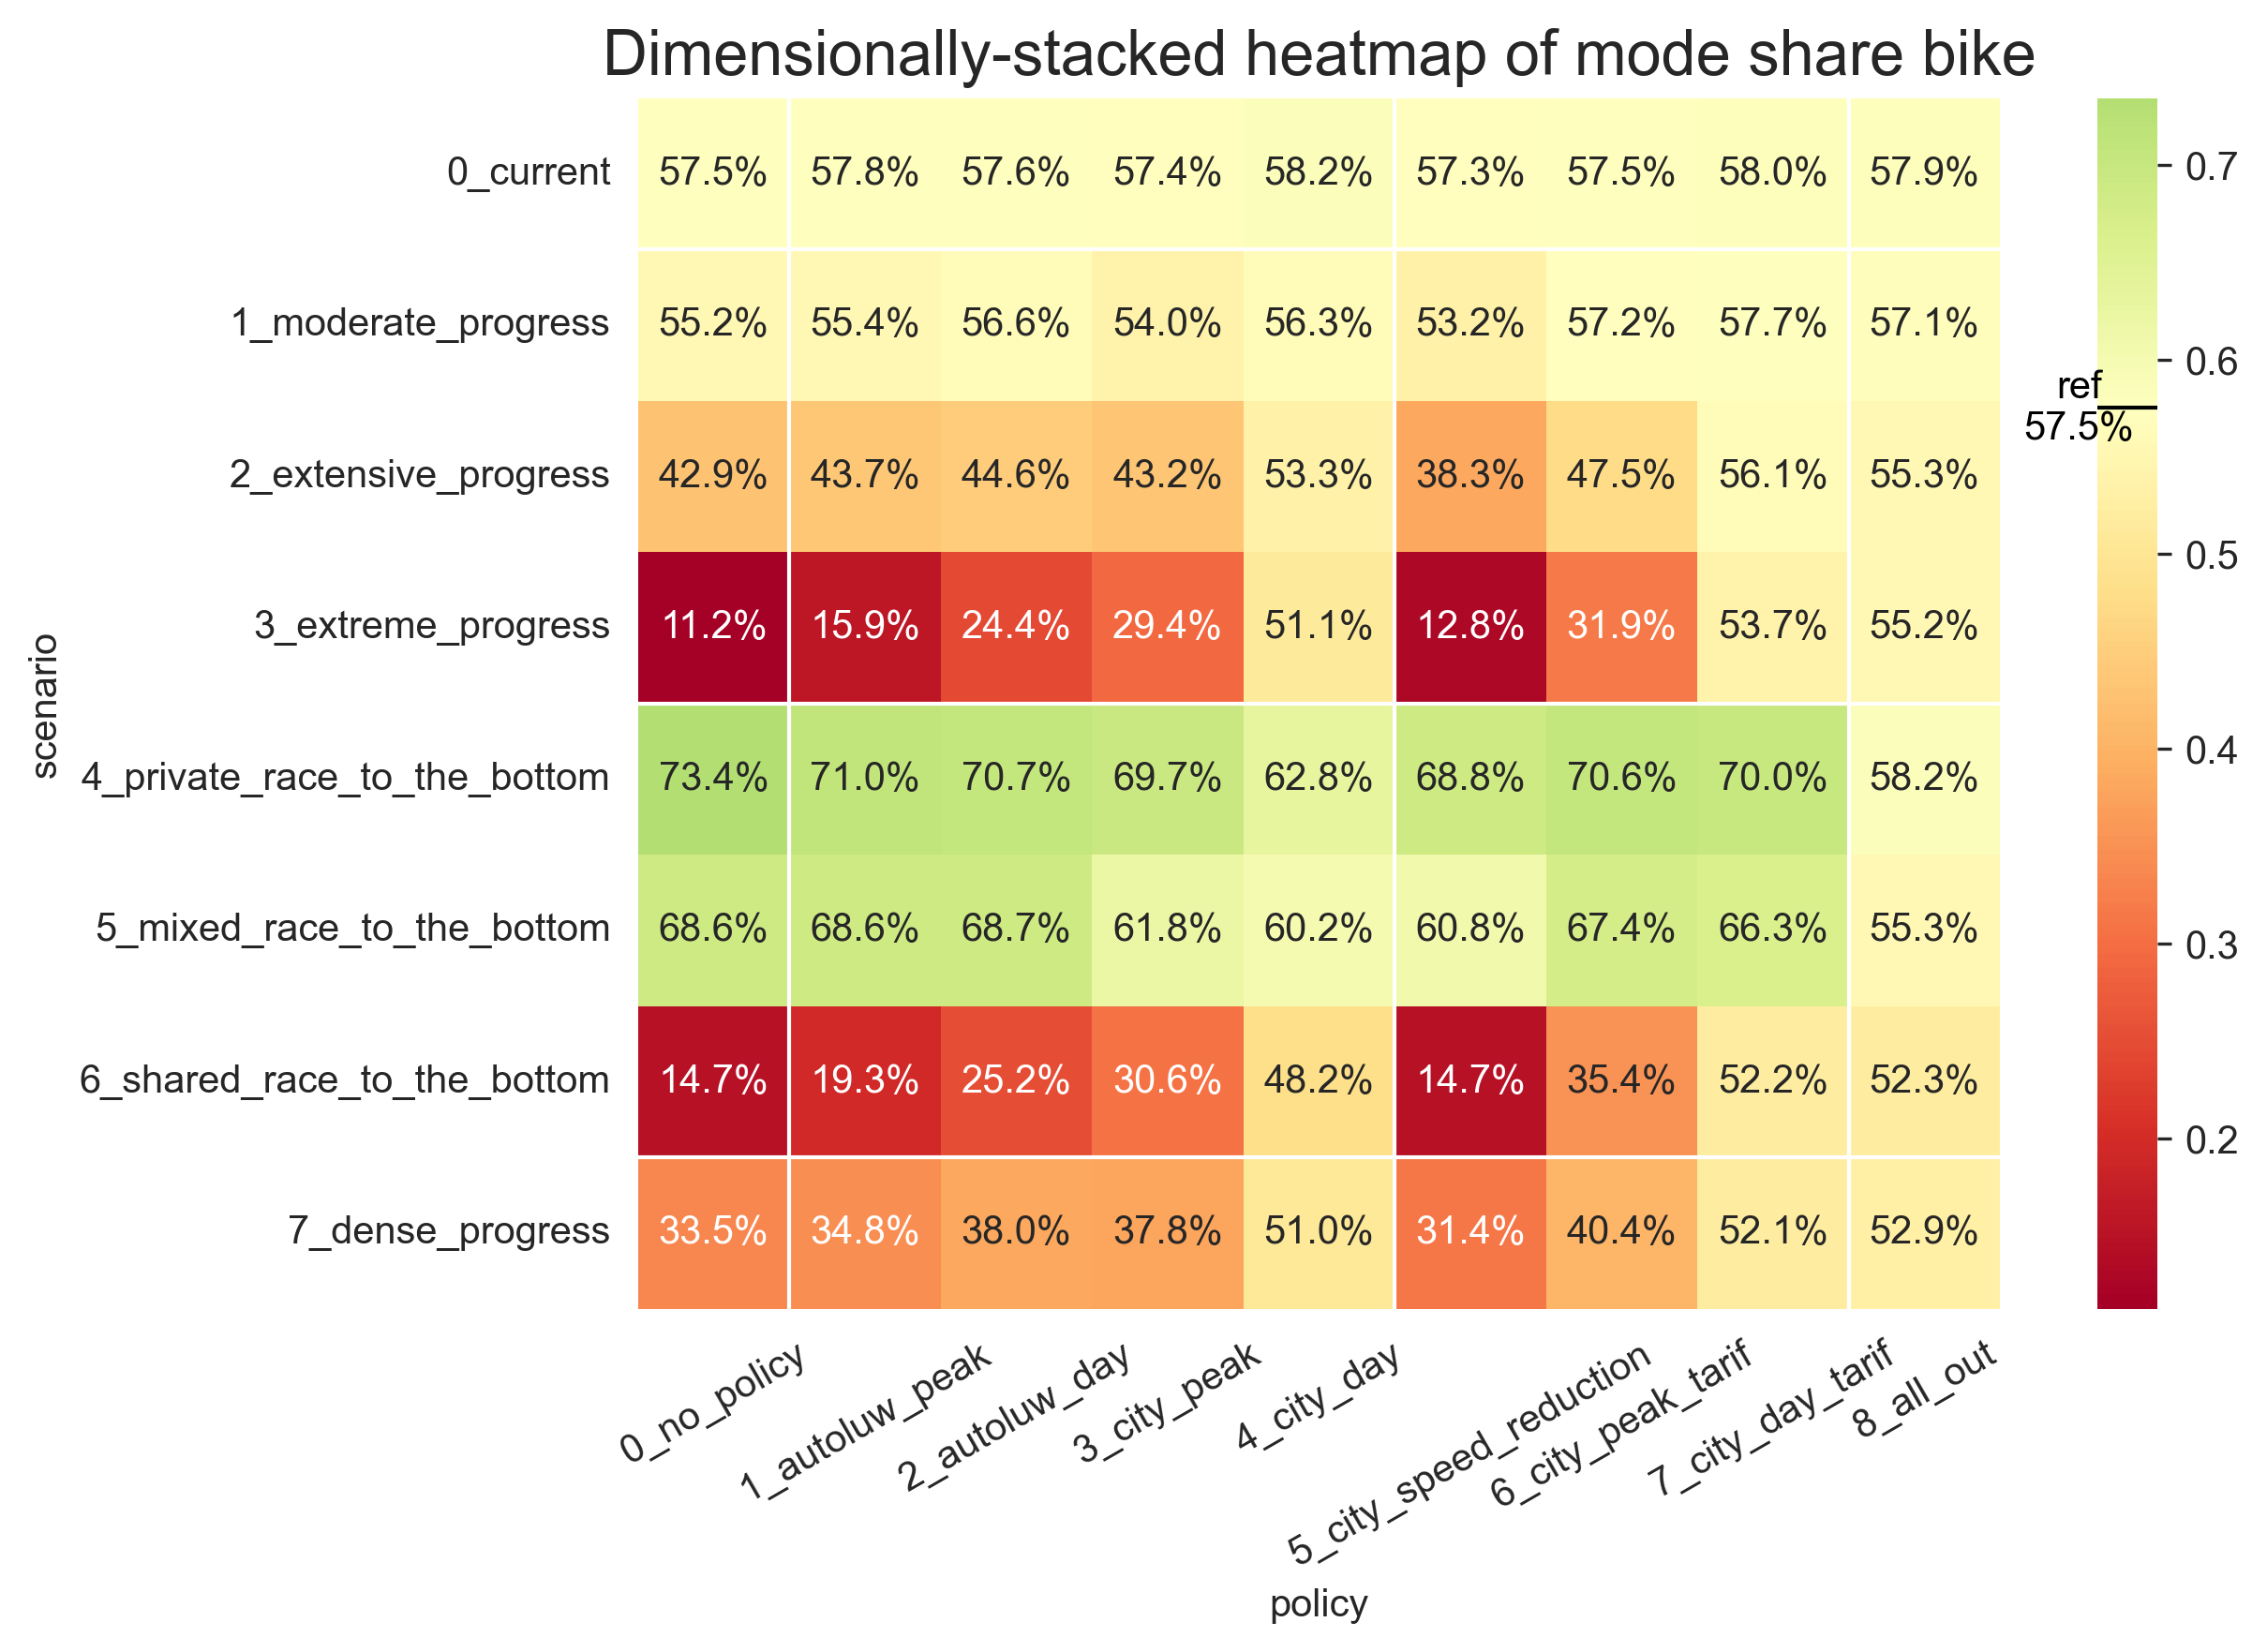 Dimensionally-stacked heatmap of mode share bike
scenario
0_current 57.5% 57.8% 57.6% 57.4% 58.2% 57.3% 57.5% 58.0% 57.9%
1_moderate_progress 55.2% 55.4% 56.6% 54.0% 56.3% 53.2% 57.2% 57.7% 57.1%
2_extensive_progress 42.9% 43.7% 44.6% 43.2% 53.3% 38.3% 47.5% 56.1% 55.3%
3_extreme_progress 11.2% 15.9% 24.4% 29.4% 51.1% 12.8% 31.9% 53.7% 55.2%
4_private_race_to_the_bottom 73.4% 71.0% 70.7% 69.7% 62.8% 68.8% 70.6% 70.0% 58.2%
5_mixed_race_to_the_bottom 68.6% 68.6% 68.7% 61.8% 60.2% 60.8% 67.4% 66.3% 55.3%
6_shared_race_to_the_bottom 14.7% 19.3% 25.2% 30.6% 48.2% 14.7% 35.4% 52.2% 52.3%
7_dense_progress 33.5% 34.8% 38.0% 37.8% 51.0% 31.4% 40.4% 52.1% 52.9%
0_no_policy
1_autoluw_peak
2_autoluw_day
3_city_peak
4_city_day
5_city_speed_reduction
6_city_peak_tarif
7_city_day_tarif
8_all_out
policy
0.7
0.6
ref
57.5%
0.5
0.4
0.3
0.2